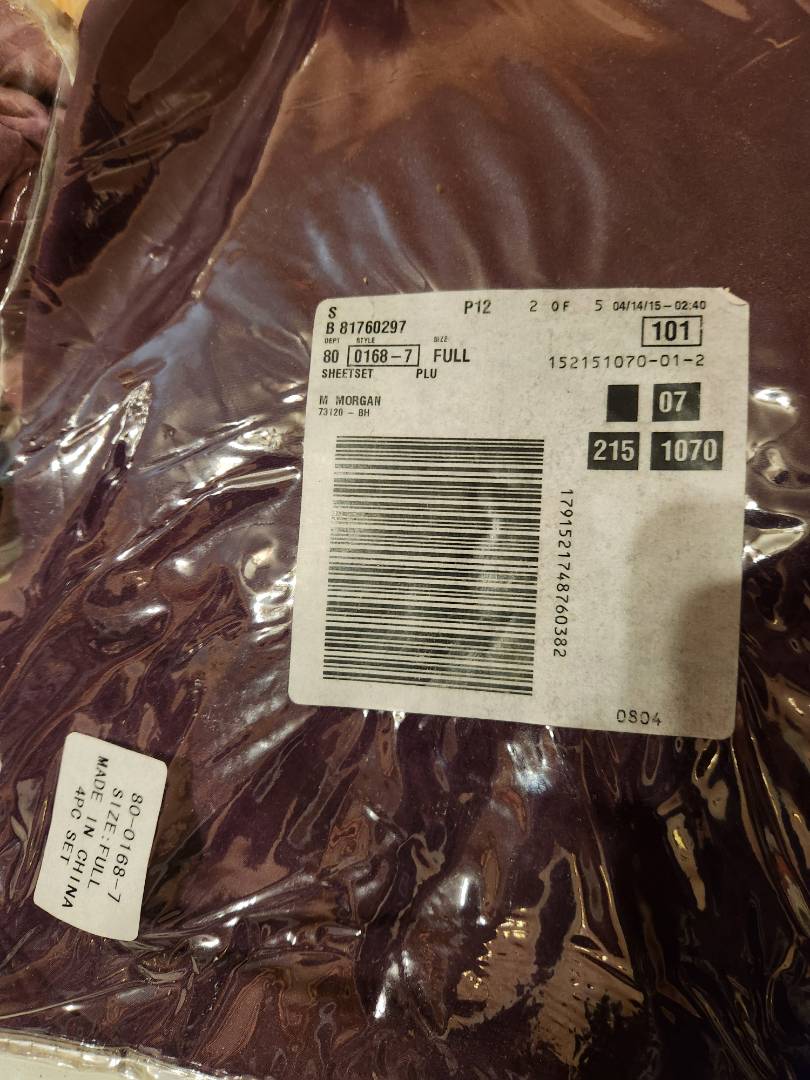 S P12 2 OF 5 04/14/15-02:40
B 81760297 101
DEPT STYLE SIZE
80 0168-7 FULL 152151070-01-2
SHEETSET PLU
07
M MORGAN
73120 - BH
215 1070
1791521748760382
0804
80-0168-7
SIZE:FULL
MADE IN CHINA
4PC SET